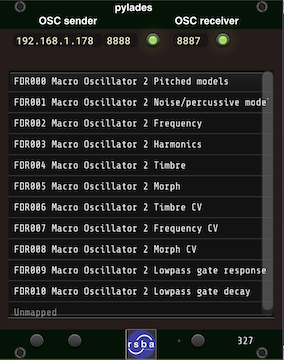 pylades
OSC sender OSC receiver
192.168.1.178 8888 8887
FDR000 Macro Oscillator 2 Pitched models
FDR001 Macro Oscillator 2 Noise/percussive mode
FDR002 Macro Oscillator 2 Frequency
FDR003 Macro Oscillator 2 Harmonics
FDR004 Macro Oscillator 2 Timbre
FDR005 Macro Oscillator 2 Morph
FDR006 Macro Oscillator 2 Timbre CV
FDR007 Macro Oscillator 2 Frequency CV
FDR008 Macro Oscillator 2 Morph CV
FDR009 Macro Oscillator 2 Lowpass gate response
FDR010 Macro Oscillator 2 Lowpass gate decay
Unmapped
rsba 327